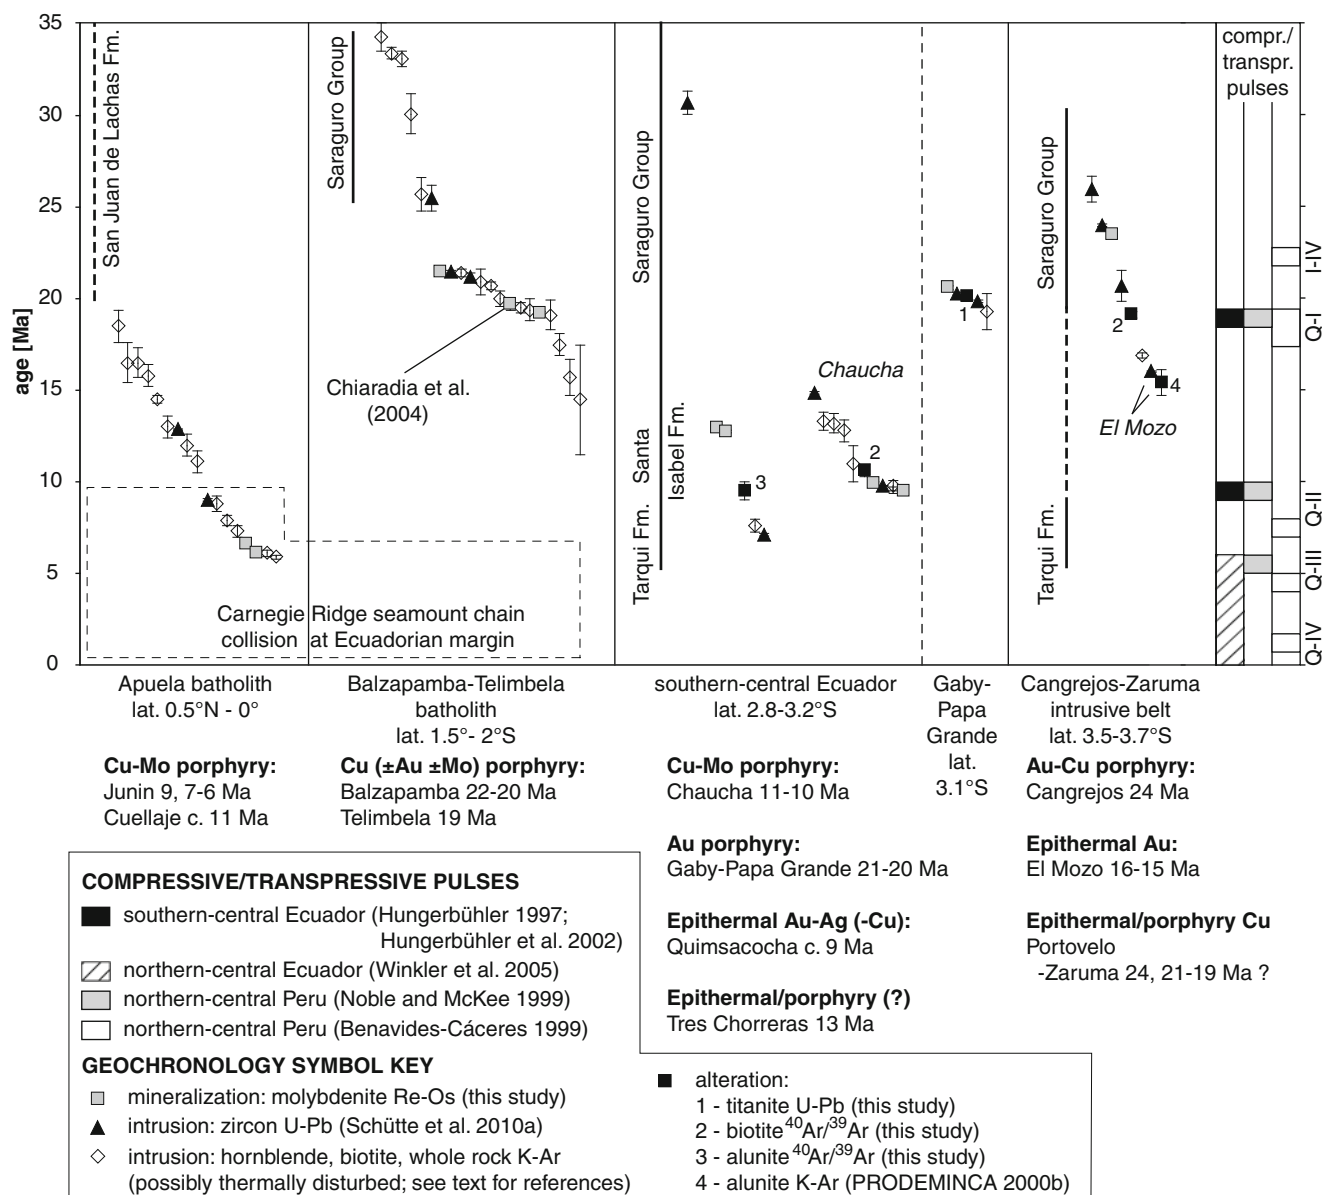 35
30
25
20
15
10
5
0
age [Ma]
San Juan de Lachas Fm.
Saraguro Group
Chiaradia et al.
(2004)
Carnegie Ridge seamount chain
collision at Ecuadorian margin
Saraguro Group
Santa
Isabel Fm.
Tarqui Fm.
3
Chaucha
2
1
Saraguro Group
Tarqui Fm.
2
4
El Mozo
compr./
transpr.
pulses
I-IV
Q-I
Q-II
Q-III
Q-IV
Apuela batholith
lat. 0.5°N - 0°
Balzapamba-Telimbela
batholith
lat. 1.5°- 2°S
southern-central Ecuador
lat. 2.8-3.2°S
Gaby-
Papa
Grande
lat.
3.1°S
Cangrejos-Zaruma
intrusive belt
lat. 3.5-3.7°S
Cu-Mo porphyry:
Junin 9, 7-6 Ma
Cuellaje c. 11 Ma
Cu (±Au ±Mo) porphyry:
Balzapamba 22-20 Ma
Telimbela 19 Ma
Cu-Mo porphyry:
Chaucha 11-10 Ma
Au porphyry:
Gaby-Papa Grande 21-20 Ma
Epithermal Au-Ag (-Cu):
Quimsacocha c. 9 Ma
Epithermal/porphyry (?)
Tres Chorreras 13 Ma
Au-Cu porphyry:
Cangrejos 24 Ma
Epithermal Au:
El Mozo 16-15 Ma
Epithermal/porphyry Cu
Portovelo
-Zaruma 24, 21-19 Ma ?
COMPRESSIVE/TRANSPRESSIVE PULSES
southern-central Ecuador (Hungerbühler 1997;
Hungerbühler et al. 2002)
northern-central Ecuador (Winkler et al. 2005)
northern-central Peru (Noble and McKee 1999)
northern-central Peru (Benavides-Cáceres 1999)
GEOCHRONOLOGY SYMBOL KEY
mineralization: molybdenite Re-Os (this study)
intrusion: zircon U-Pb (Schütte et al. 2010a)
intrusion: hornblende, biotite, whole rock K-Ar
(possibly thermally disturbed; see text for references)
alteration:
1 - titanite U-Pb (this study)
2 - biotite ⁴⁰Ar/³⁹Ar (this study)
3 - alunite ⁴⁰Ar/³⁹Ar (this study)
4 - alunite K-Ar (PRODEMINCA 2000b)